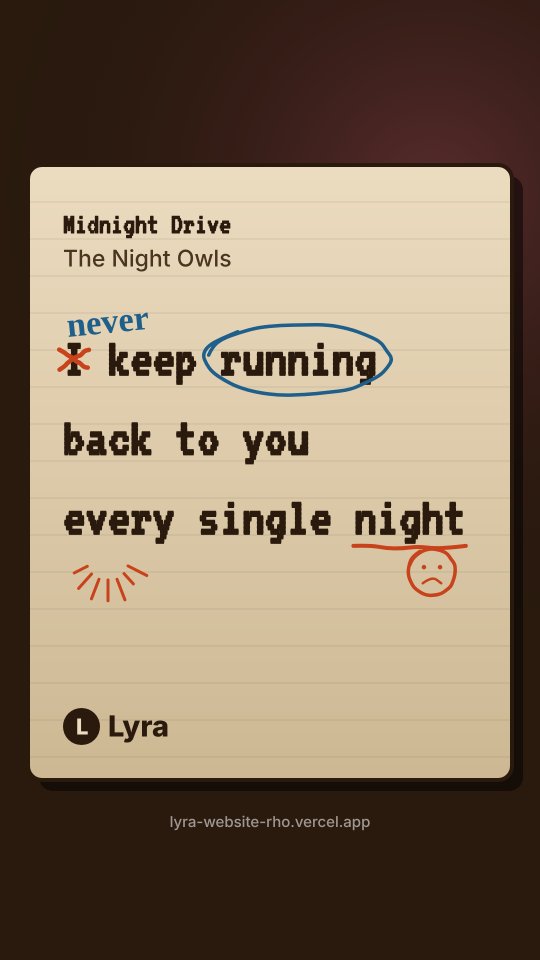 Midnight Drive
The Night Owls
never
I keep running
back to you
every single night
L Lyra
lyra-website-rho.vercel.app